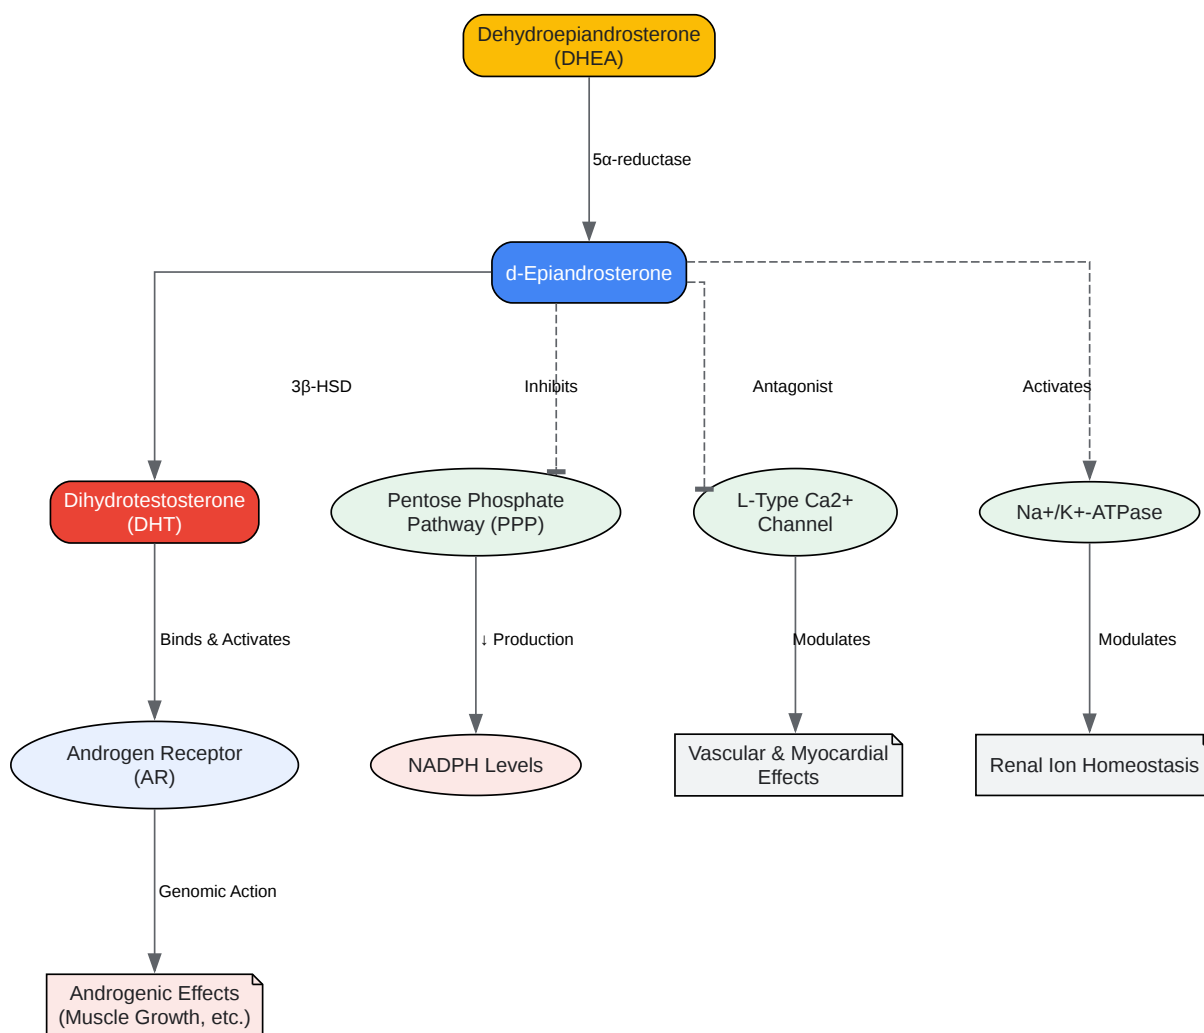 Dehydroepiandrosterone
(DHEA)
5α-reductase
d-Epiandrosterone
3β-HSD
Inhibits
Antagonist
Activates
Dihydrotestosterone
(DHT)
Pentose Phosphate
Pathway (PPP)
L-Type Ca2+
Channel
Na+/K+-ATPase
Binds & Activates
↓ Production
Modulates
Modulates
Androgen Receptor
(AR)
NADPH Levels
Vascular & Myocardial
Effects
Renal Ion Homeostasis
Genomic Action
Androgenic Effects
(Muscle Growth, etc.)